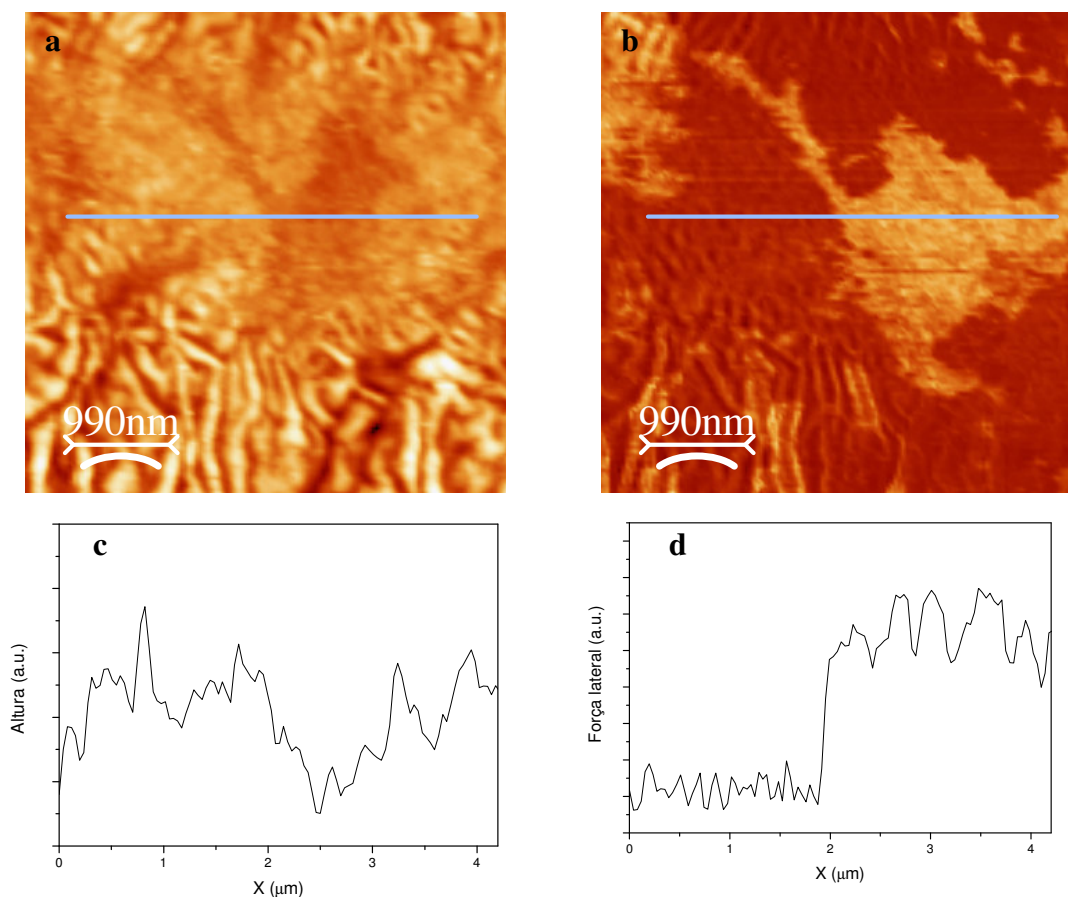 a
b
990nm
990nm
c
d
Altura (a.u.)
Força lateral (a.u.)
0
1
2
3
4
0
1
2
3
4
X (μm)
X (μm)